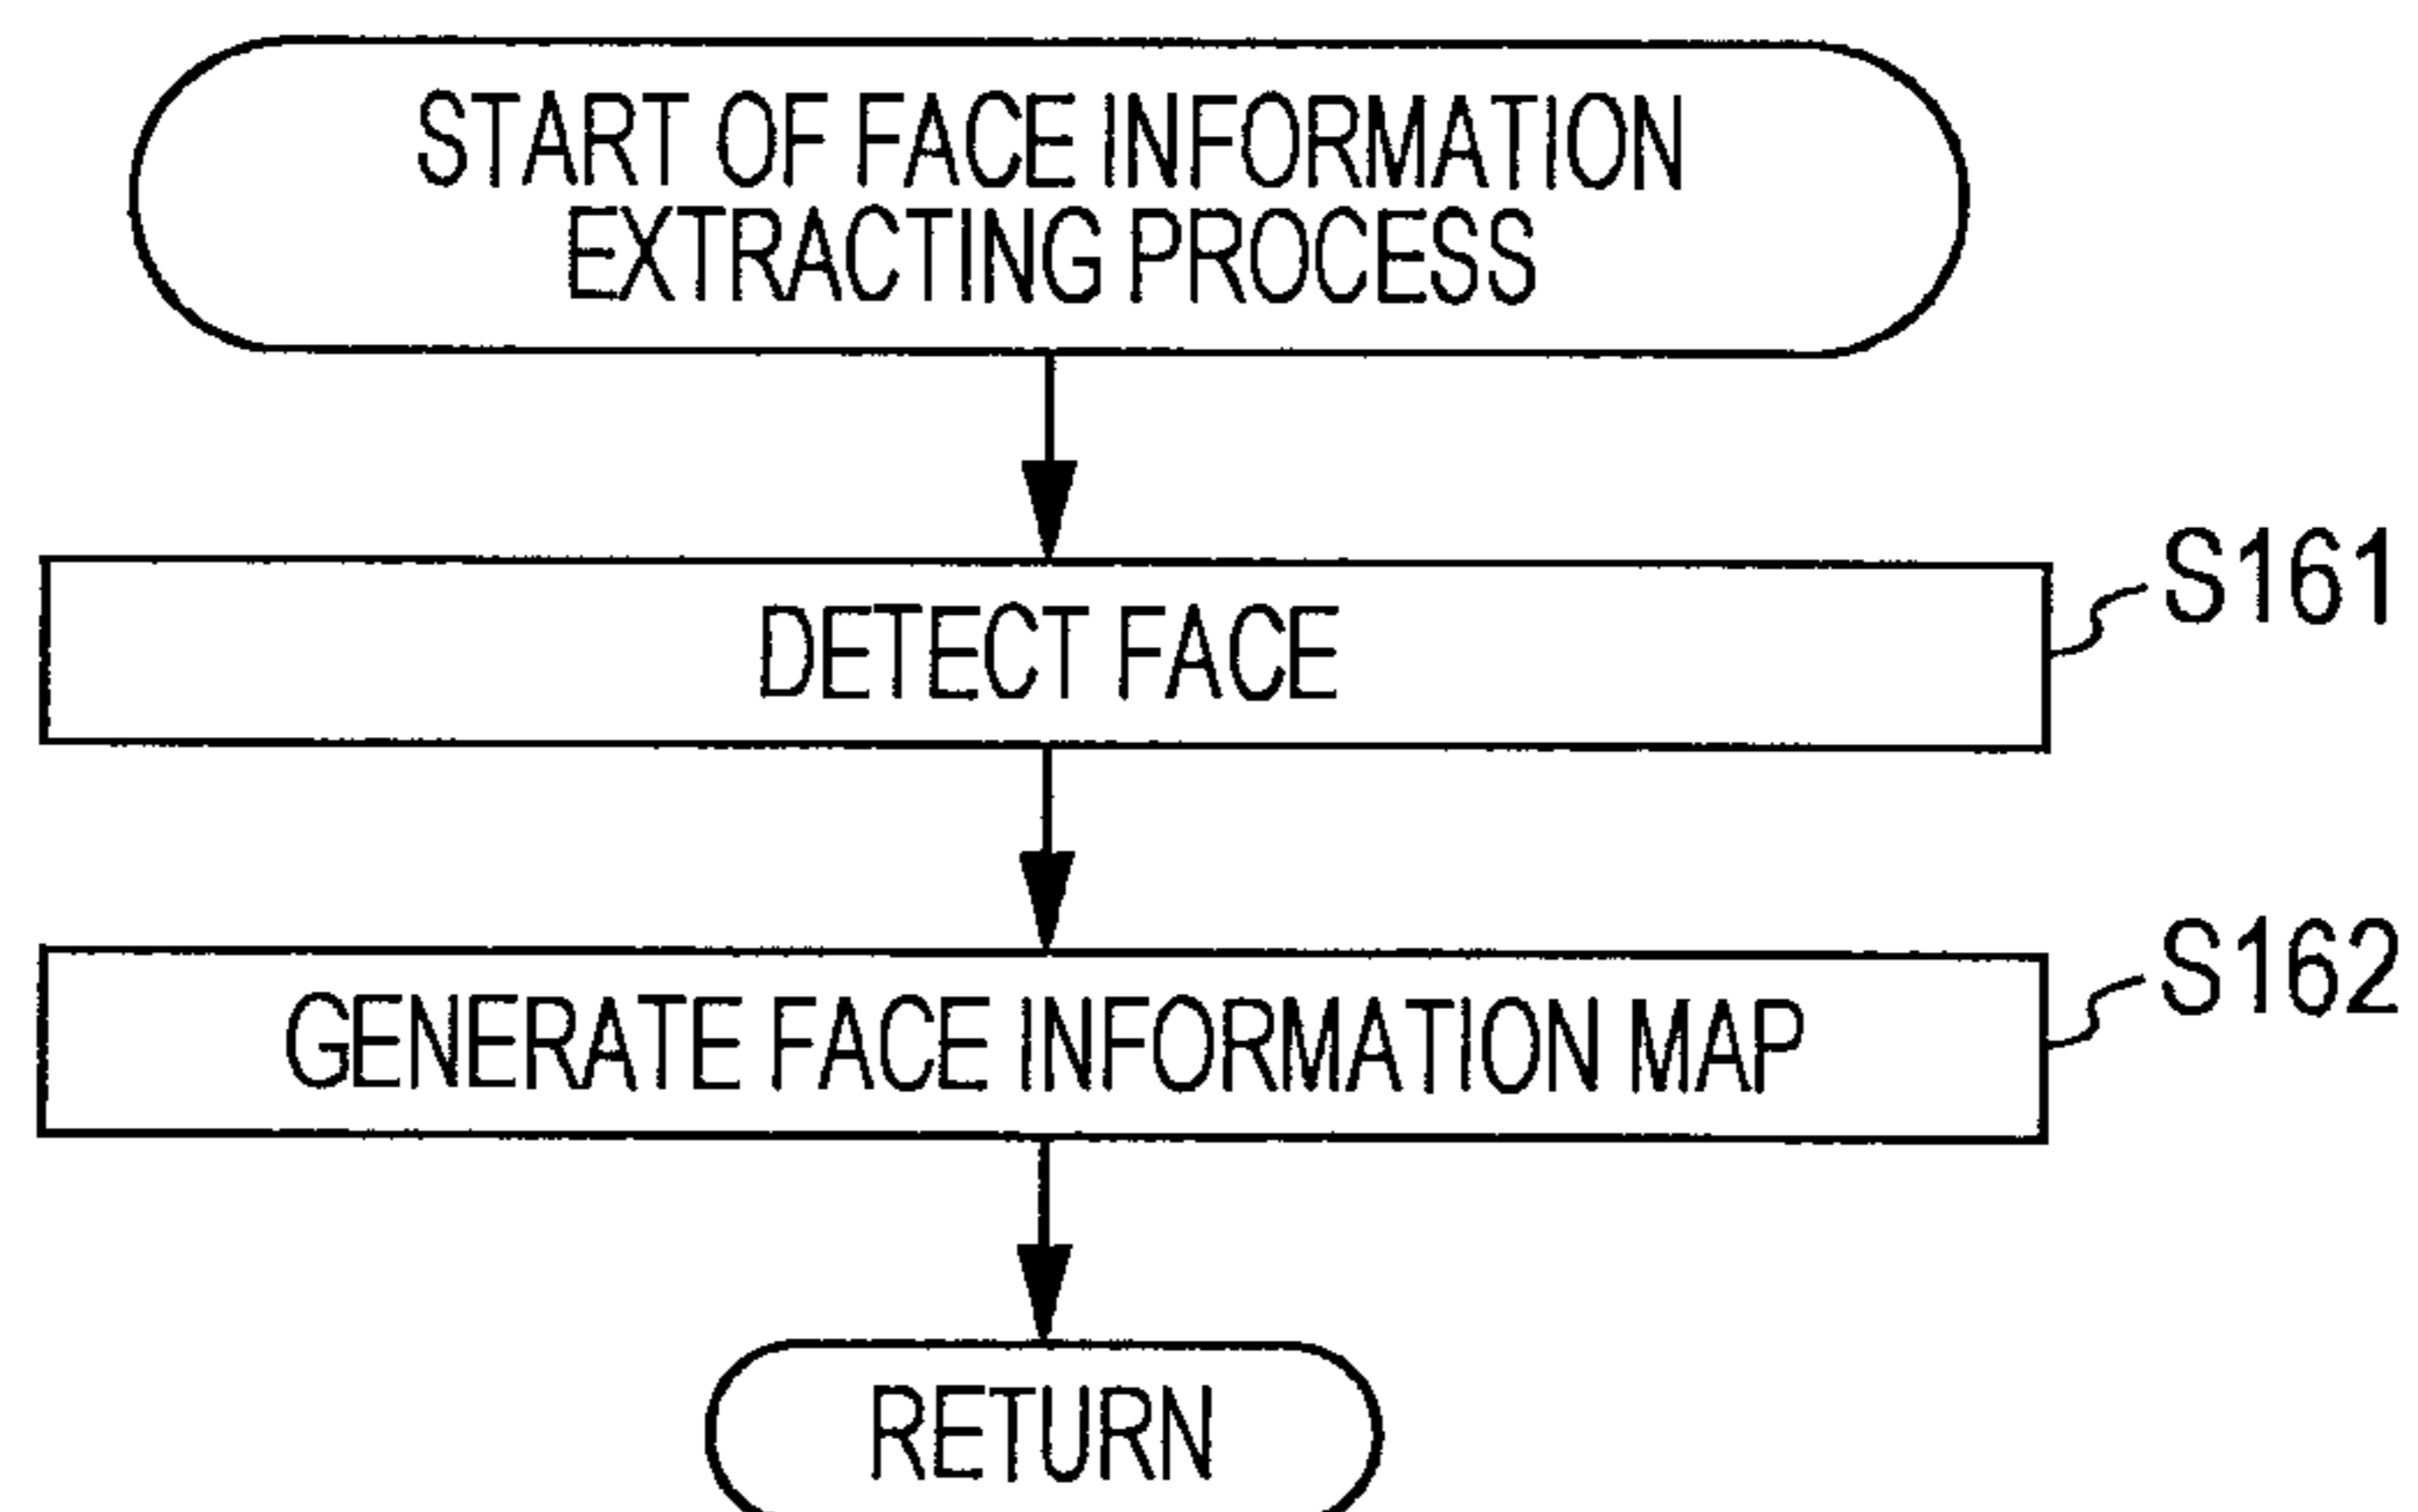 START OF FACE INFORMATION
EXTRACTING PROCESS
DETECT FACE
S161
GENERATE FACE INFORMATION MAP
S162
RETURN